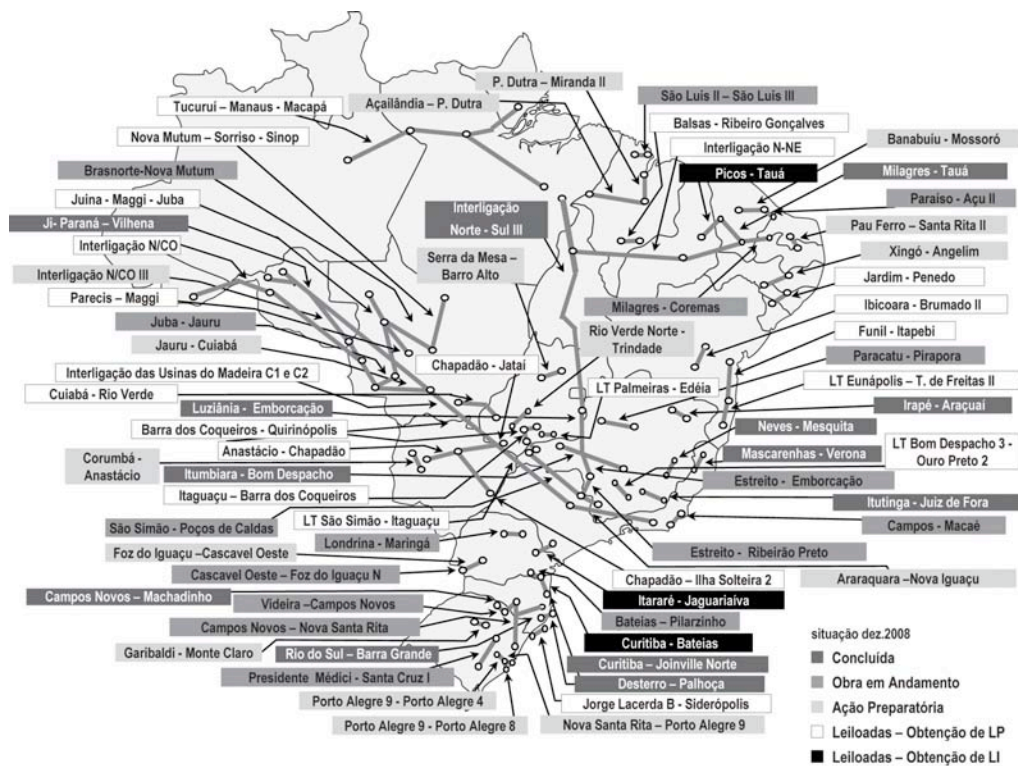 P. Dutra – Miranda II
São Luis II – São Luis III
Açailândia – P. Dutra
Tucuruí – Manaus - Macapá
Balsas - Ribeiro Gonçalves
Nova Mutum – Sorriso - Sinop
Interligação N-NE
Banabuíu - Mossoró
Brasnorte-Nova Mutum
Picos - Tauá
Milagres - Tauá
Juina - Maggi - Juba
Paraiso - Açu II
Ji- Paraná – Vilhena
Interligação
Norte - Sul III
Pau Ferro – Santa Rita II
Interligação N/CO
Serra da Mesa –
Barro Alto
Xingó - Angelim
Interligação N/CO III
Jardim - Penedo
Parecis – Maggi
Milagres - Coremas
Ibicoara - Brumado II
Juba - Jauru
Rio Verde Norte -
Trindade
Funil - Itapebi
Jauru - Cuiabá
Chapadão - Jataí
Paracatu - Pirapora
Interligação das Usinas do Madeira C1 e C2
LT Palmeiras - Edéia
LT Eunápolis – T. de Freitas II
Cuiabá - Rio Verde
Luziânia – Emborcação
Irapé - Araçuaí
Barra dos Coqueiros - Quirinópolis
Neves - Mesquita
Anastácio - Chapadão
Mascarenhas - Verona
LT Bom Despacho 3 -
Ouro Preto 2
Corumbá -
Anastácio
Itumbiara - Bom Despacho
Estreito - Emborcação
Itaguaçu – Barra dos Coqueiros
Itutinga - Juiz de Fora
São Simão - Poços de Caldas
LT São Simão - Itaguaçu
Campos - Macaé
Londrina - Maringá
Foz do Iguaçu –Cascavel Oeste
Estreito - Ribeirão Preto
Cascavel Oeste – Foz do Iguaçu N
Chapadão – Ilha Solteira 2
Araraquara –Nova Iguaçu
Campos Novos – Machadinho
Itararé - Jaguariaíva
Videira –Campos Novos
Bateias - Pilarzinho
Campos Novos – Nova Santa Rita
Curitiba - Bateias
Garibaldi - Monte Claro
Rio do Sul – Barra Grande
Curitiba – Joinville Norte
Presidente Médici - Santa Cruz I
Desterro – Palhoça
Porto Alegre 9 - Porto Alegre 4
Jorge Lacerda B - Siderópolis
Porto Alegre 9 - Porto Alegre 8
Nova Santa Rita – Porto Alegre 9
situação dez.2008
Concluída
Obra em Andamento
Ação Preparatória
Leiloadas – Obtenção de LP
Leiloadas – Obtenção de LI